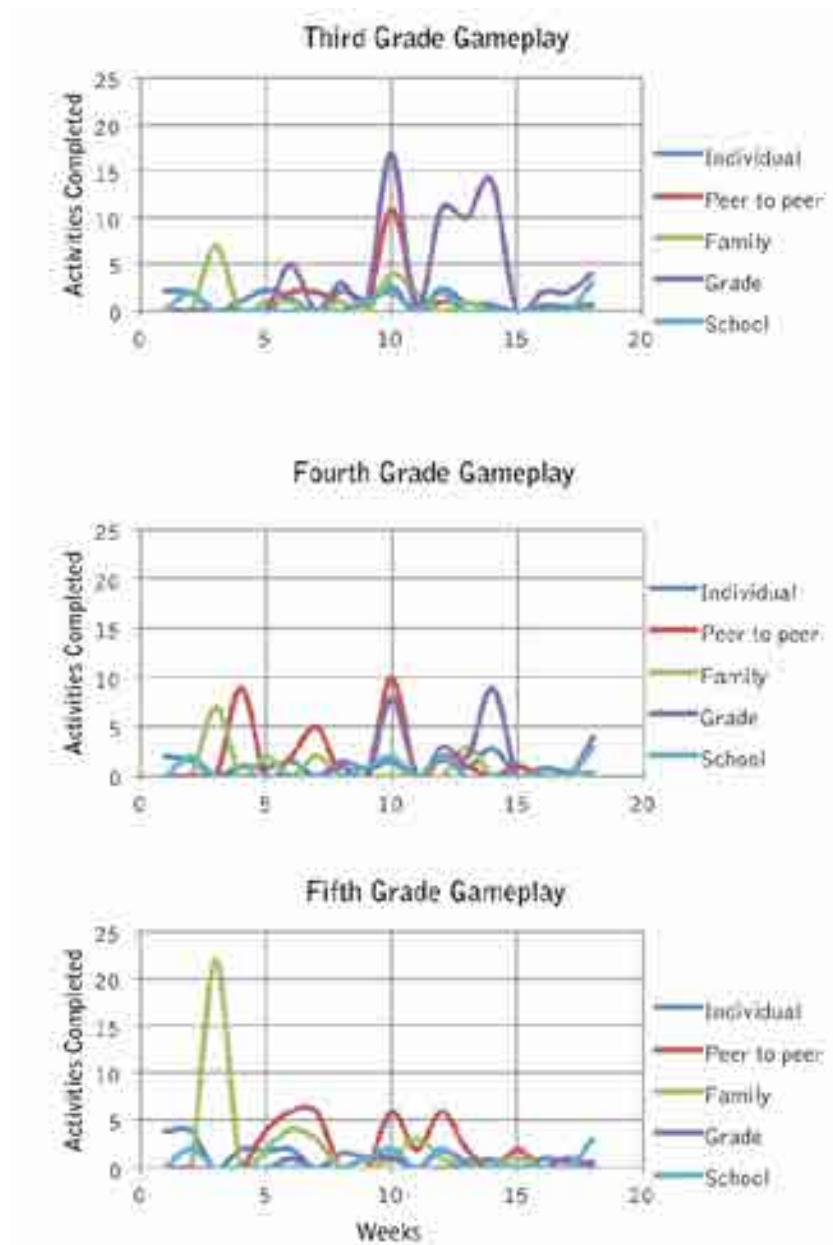 Third Grade Gameplay
Activities Completed
25
20
15
10
5
0
0 5 10 15 20
Individual
Peer to peer
Family
Grade
School
Fourth Grade Gameplay
Activities Completed
25
20
15
10
5
0
0 5 10 15 20
Individual
Peer to peer
Family
Grade
School
Fifth Grade Gameplay
Activities Completed
25
20
15
10
5
0
0 5 10 15 20
Weeks
Individual
Peer to peer
Family
Grade
School